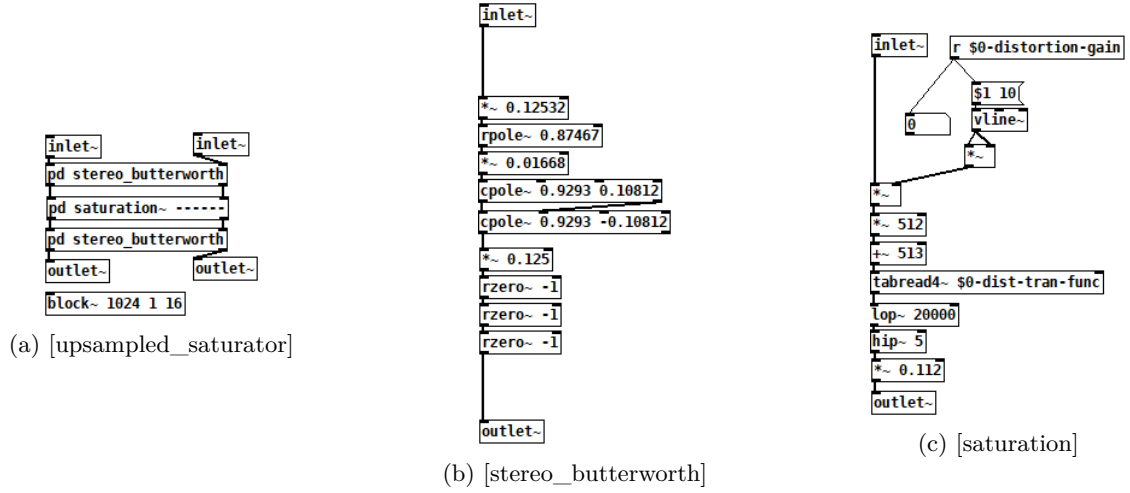 inlet~
inlet~
pd stereo_butterworth
pd saturation~ ------
pd stereo_butterworth
outlet~
outlet~
block~ 1024 1 16
(a) [upsampled_saturator]
inlet~
*~ 0.12532
rpole~ 0.87467
*~ 0.01668
cpole~ 0.9293 0.10812
cpole~ 0.9293 -0.10812
*~ 0.125
rzero~ -1
rzero~ -1
rzero~ -1
outlet~
(b) [stereo_butterworth]
inlet~
r $0-distortion-gain
$1 10
0
vline~
*~
*~
*~ 512
+~ 513
tabread4~ $0-dist-tran-func
lop~ 20000
hip~ 5
*~ 0.112
outlet~
(c) [saturation]